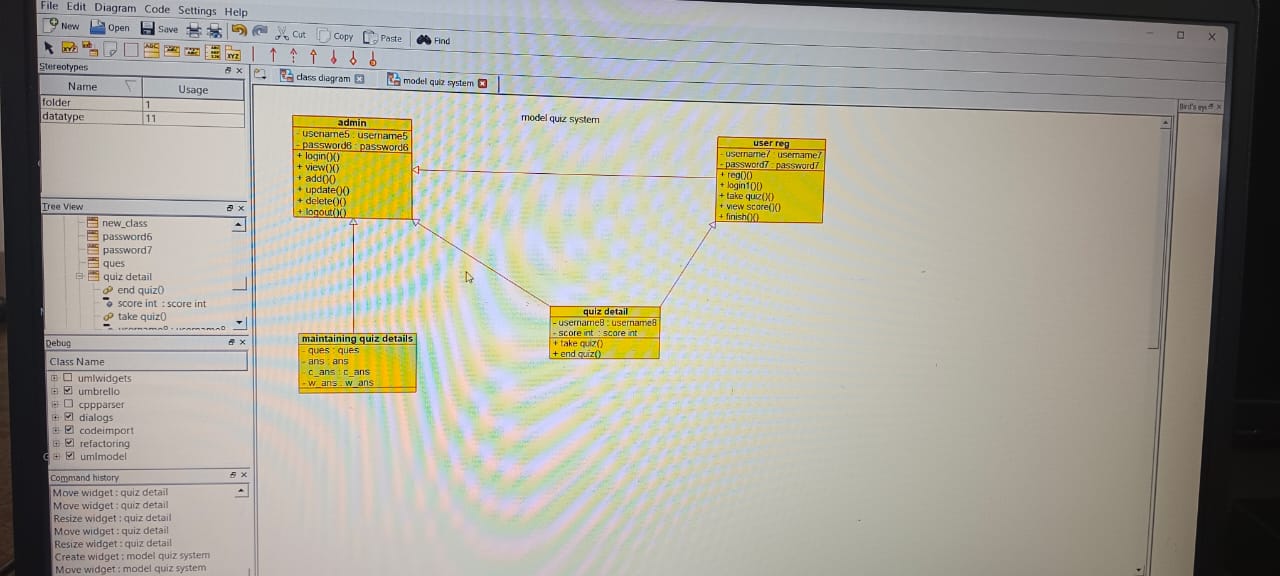 File Edit Diagram Code Settings Help
New Open Save Cut Copy Paste Find
Stereotypes
Name Usage
folder 1
datatype 11
Tree View
new_class
password6
password7
ques
quiz detail
end quiz()
score int : score int
take quiz()
Debug
Class Name
umlwidgets
umbrello
cppparser
dialogs
codeimport
refactoring
umlmodel
Command history
Move widget : quiz detail
Move widget : quiz detail
Resize widget : quiz detail
Move widget : quiz detail
Resize widget : quiz detail
Create widget : model quiz system
Move widget : model quiz system
class diagram model quiz system
model quiz system
admin
- usename5 : username5
- password6 : password6
+ login()()
+ view()()
+ add()()
+ update()()
+ delete()()
+ logout()()
user reg
- username7 : username7
- password7 : password7
+ reg()()
+ login1()()
+ take quiz()()
+ view score()()
+ finish()()
quiz detail
- username8 : username8
- score int : score int
+ take quiz()
+ end quiz()
maintaining quiz details
- ques : ques
- ans : ans
- c_ans : c_ans
- w_ans : w_ans
Bird's eye